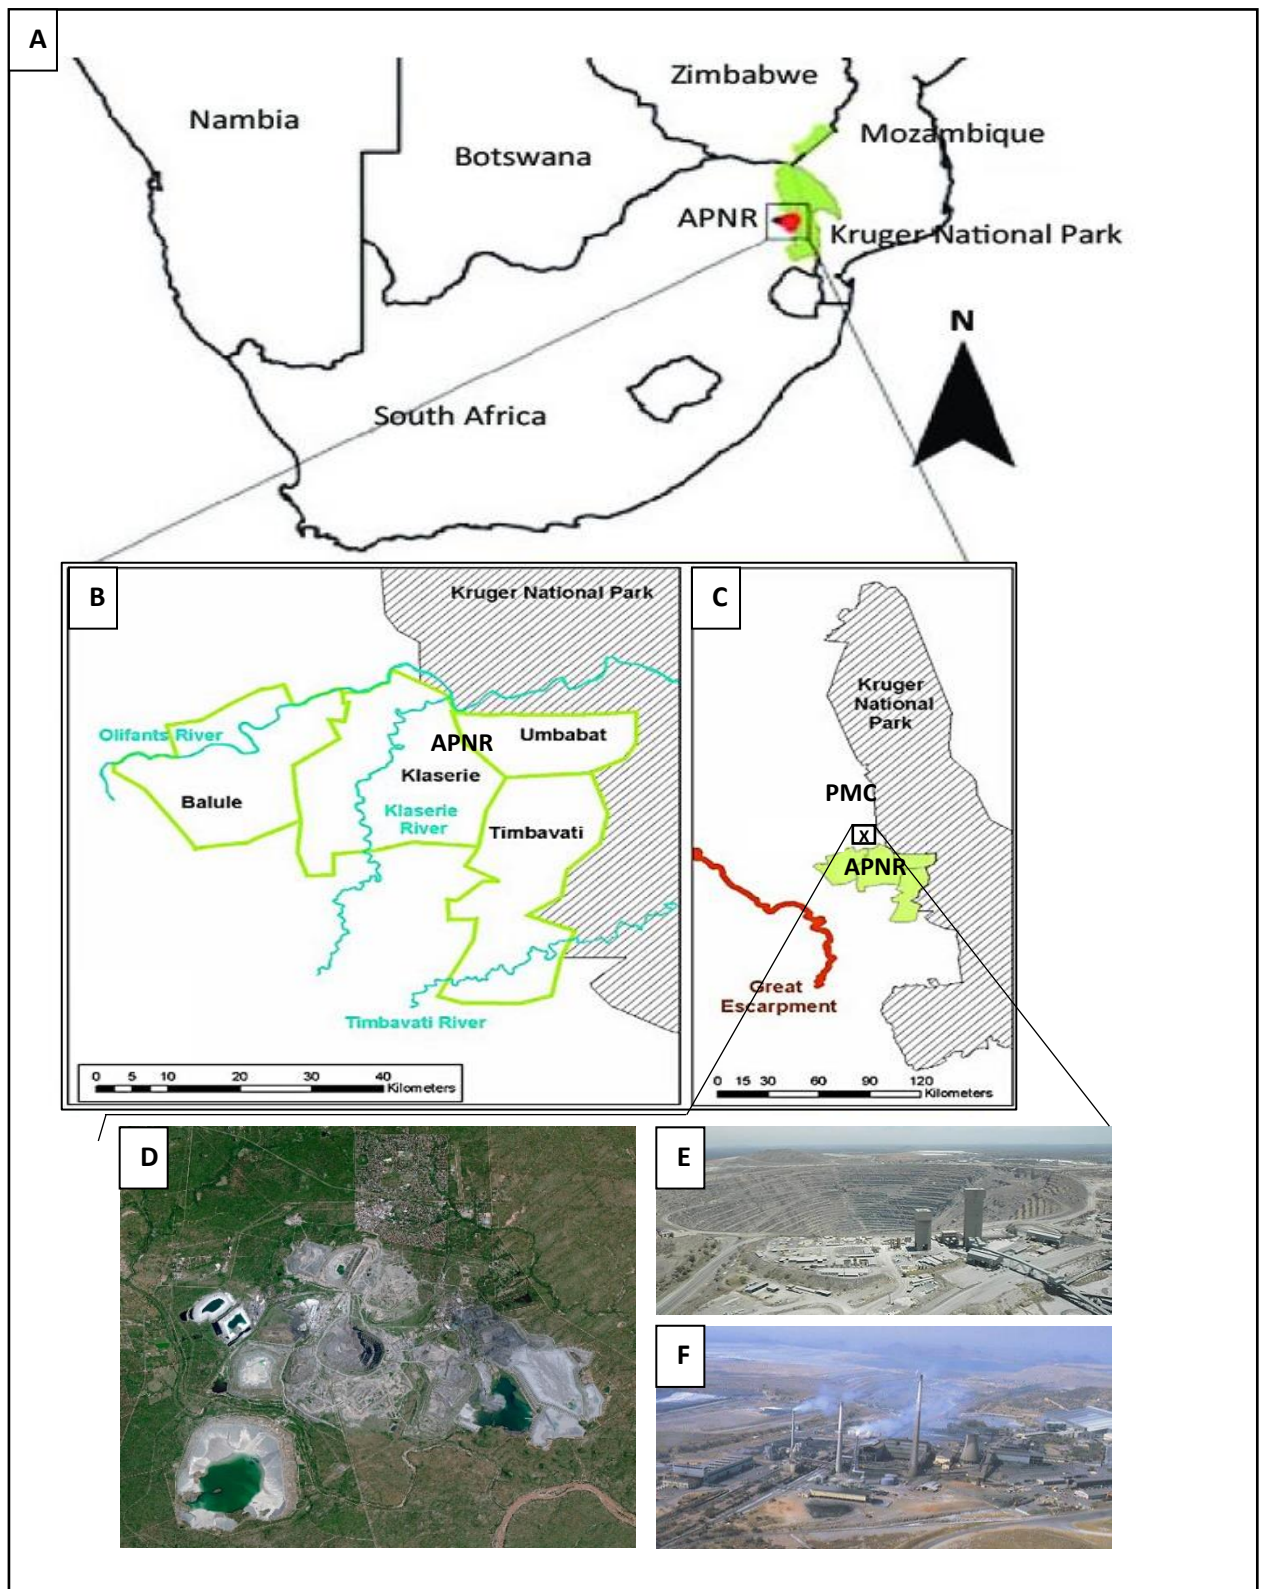 A
Zimbabwe
Nambia
Mozambique
Botswana
APNR
Kruger National Park
N
South Africa
B
Kruger National Park
Olifants River
APNR
Umbabat
Klaserie
Balule
Klaserie
River
Timbavati
Timbavati River
0 5 10 20 30 40
Kilometers
C
Kruger
National
Park
PMC
X
APNR
Great
Escarpment
0 15 30 60 90 120
Kilometers
D
E
F